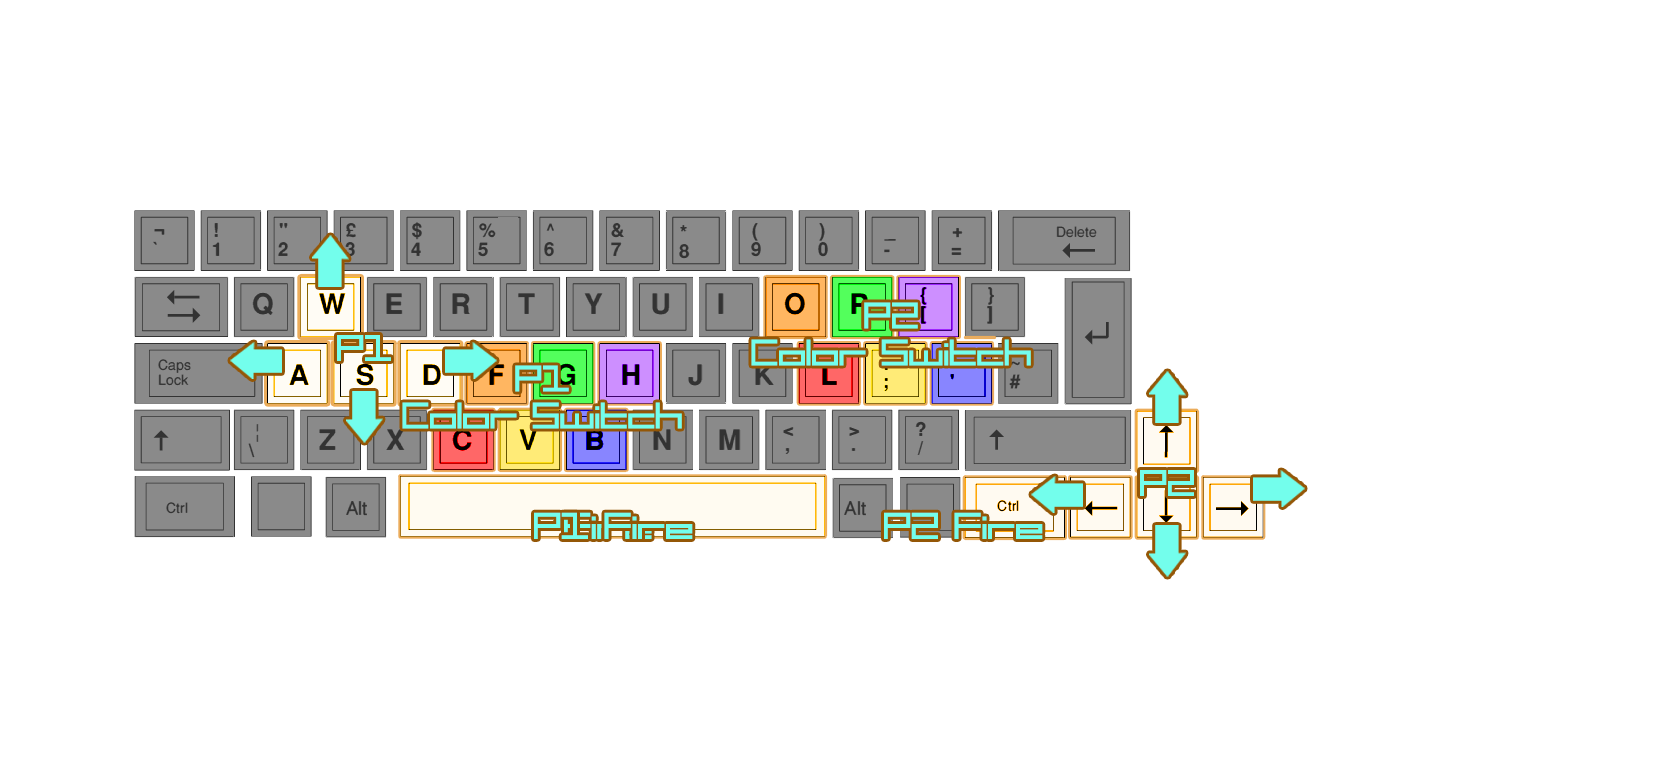 ¬ ` ! 1 " 2 £ 3 $ 4 % 5 ^ 6 & 7 * 8 ( 9 ) 0 _ - + = Delete
Q W E R T Y U I O P { [ } ]
P2
Caps Lock A S D F G H J K L : ; ' ~ #
P1
P1
Color Switch
Color Switch
¦ \ Z X C V B N M < , > . ? /
P2
Ctrl Alt Alt Ctrl
P1 Fire
P2 Fire